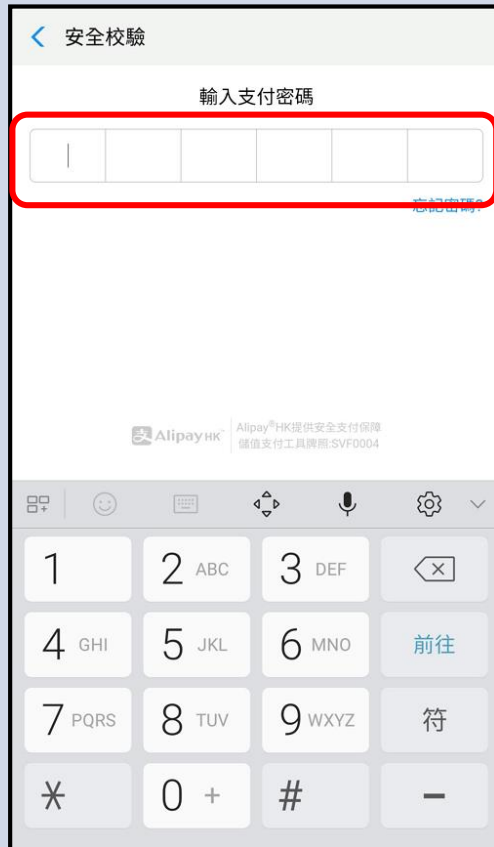 安全校驗
輸入支付密碼
忘記密碼?
支 AlipayHK™
Alipay®HK提供安全支付保障
儲值支付工具牌照:SVF0004
1
2 ABC
3 DEF
4 GHI
5 JKL
6 MNO
前往
7 PQRS
8 TUV
9 WXYZ
符
*
0 +
#
-